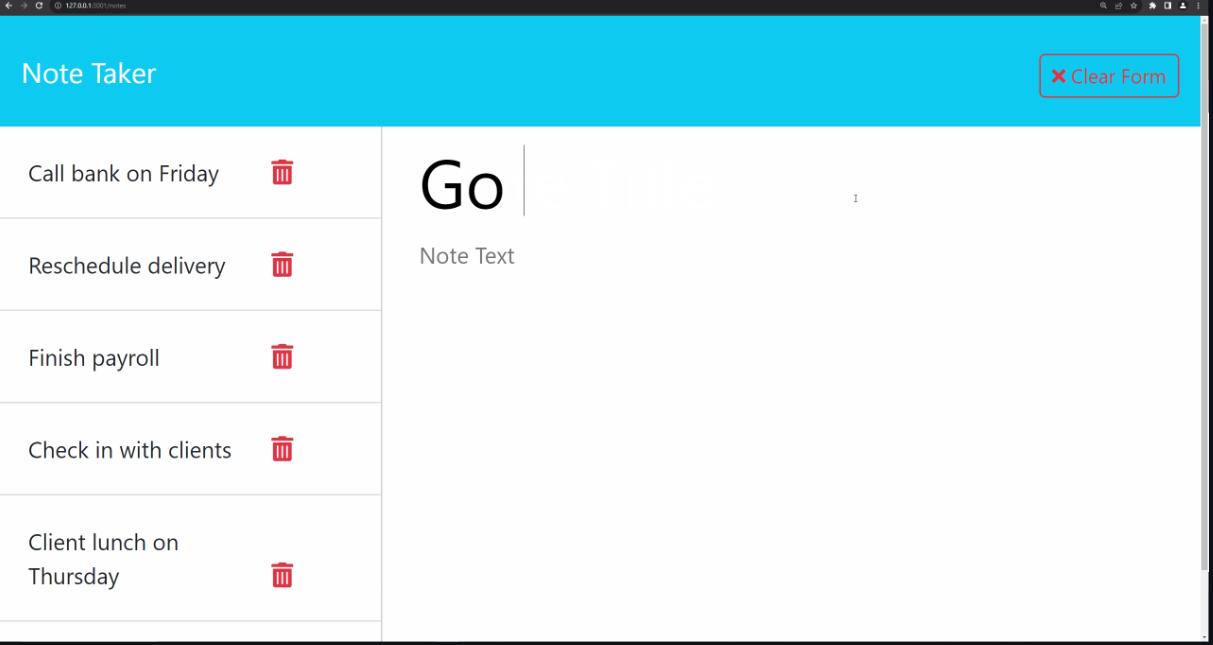 127.0.0.1:3001/notes
Note Taker
Clear Form
Call bank on Friday
Reschedule delivery
Finish payroll
Check in with clients
Client lunch on
Thursday
Go
Note Text